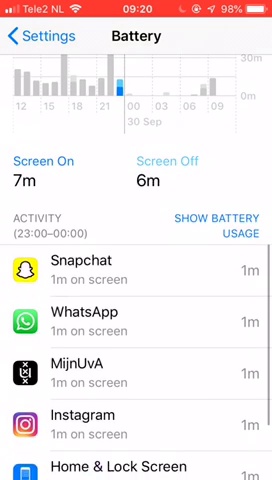 Tele2 NL 09:20 98%
Settings Battery
30m
0m
12 15 18 21 00 03 06 09
30 Sep
Screen On Screen Off
7m 6m
ACTIVITY SHOW BATTERY
(23:00–00:00) USAGE
Snapchat
1m on screen 1m
WhatsApp
1m on screen 1m
MijnUvA
1m on screen 1m
Instagram
1m on screen 1m
Home & Lock Screen
1m